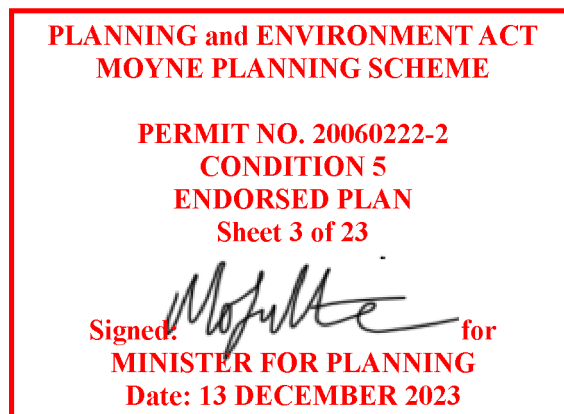 PLANNING and ENVIRONMENT ACT
MOYNE PLANNING SCHEME
PERMIT NO. 20060222-2
CONDITION 5
ENDORSED PLAN
Sheet 3 of 23
Signed: for
MINISTER FOR PLANNING
Date: 13 DECEMBER 2023